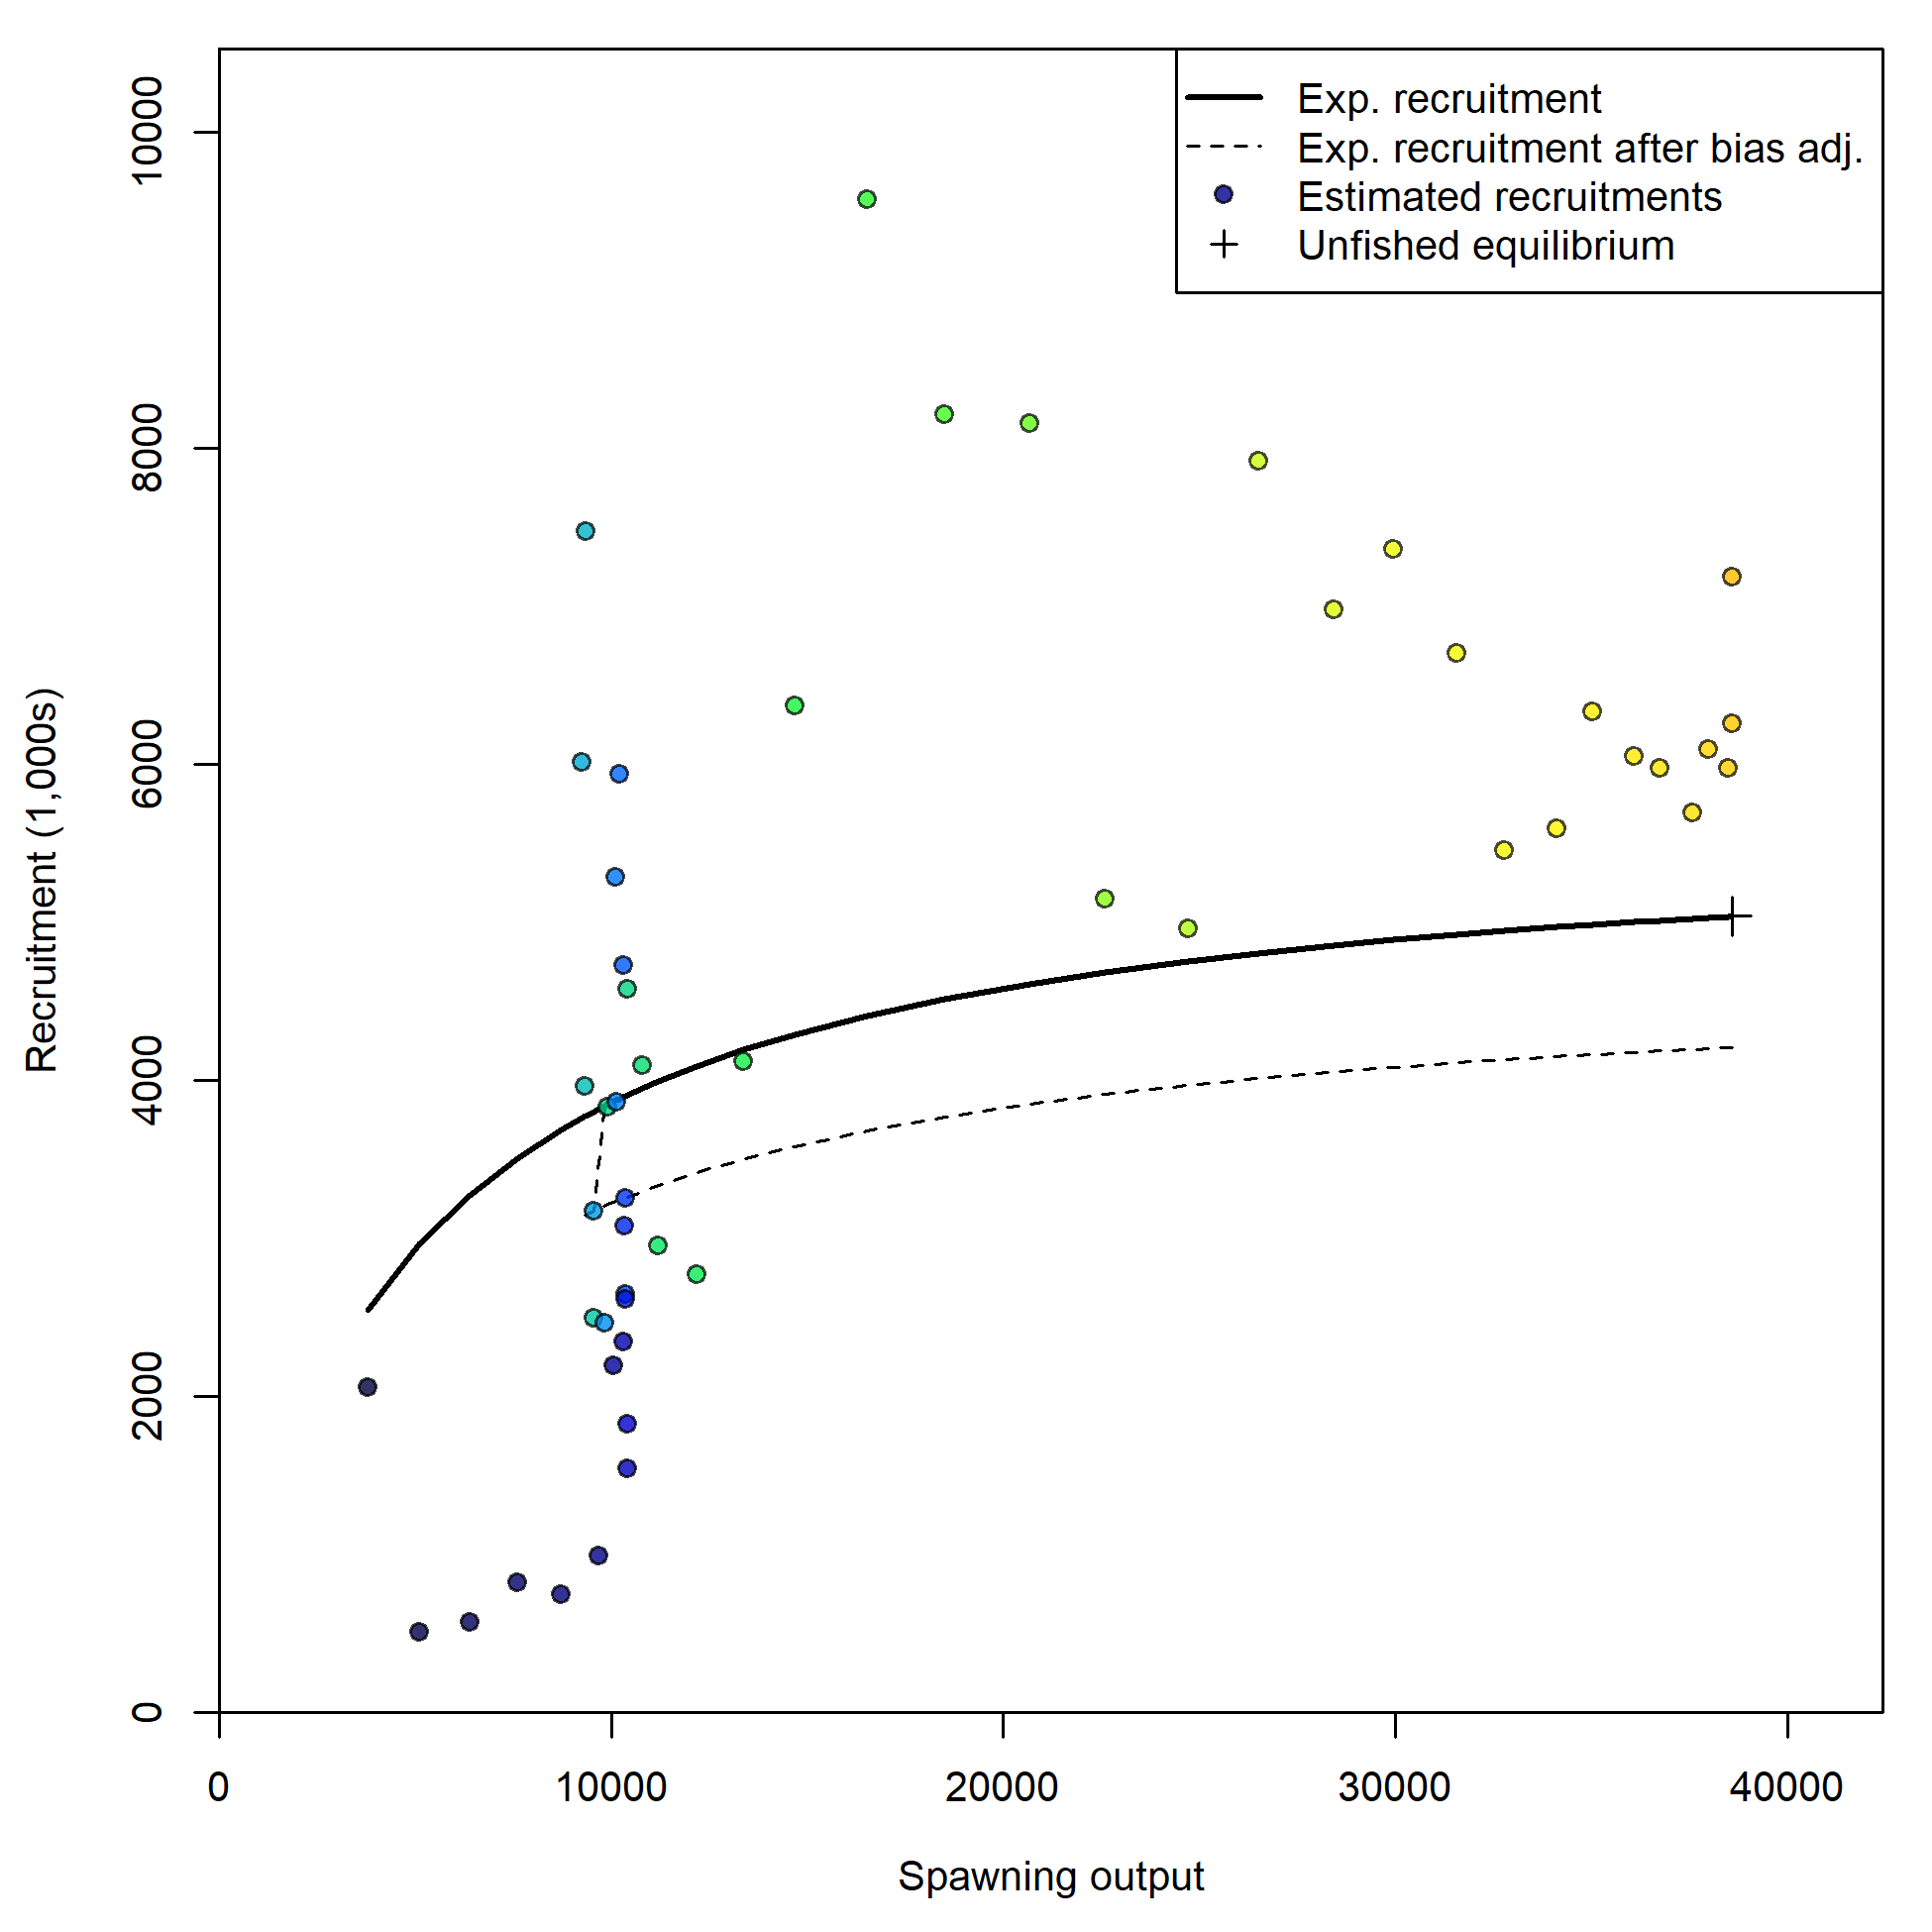 Exp. recruitment
Exp. recruitment after bias adj.
Estimated recruitments
Unfished equilibrium
Recruitment (1,000s)
10000
8000
6000
4000
2000
0
0 10000 20000 30000 40000
Spawning output